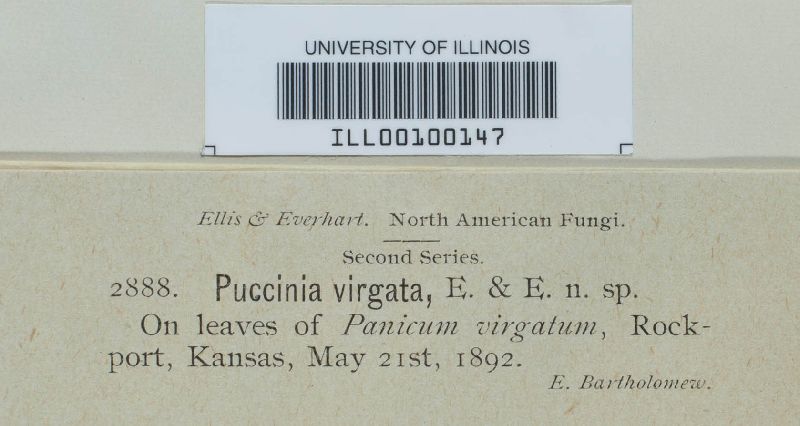 UNIVERSITY OF ILLINOIS
ILL00100147
Ellis & Everhart. North American Fungi.
Second Series.
2888. Puccinia virgata, E. & E. n. sp.
On leaves of Panicum virgatum, Rock-
port, Kansas, May 21st, 1892.
E. Bartholomew.